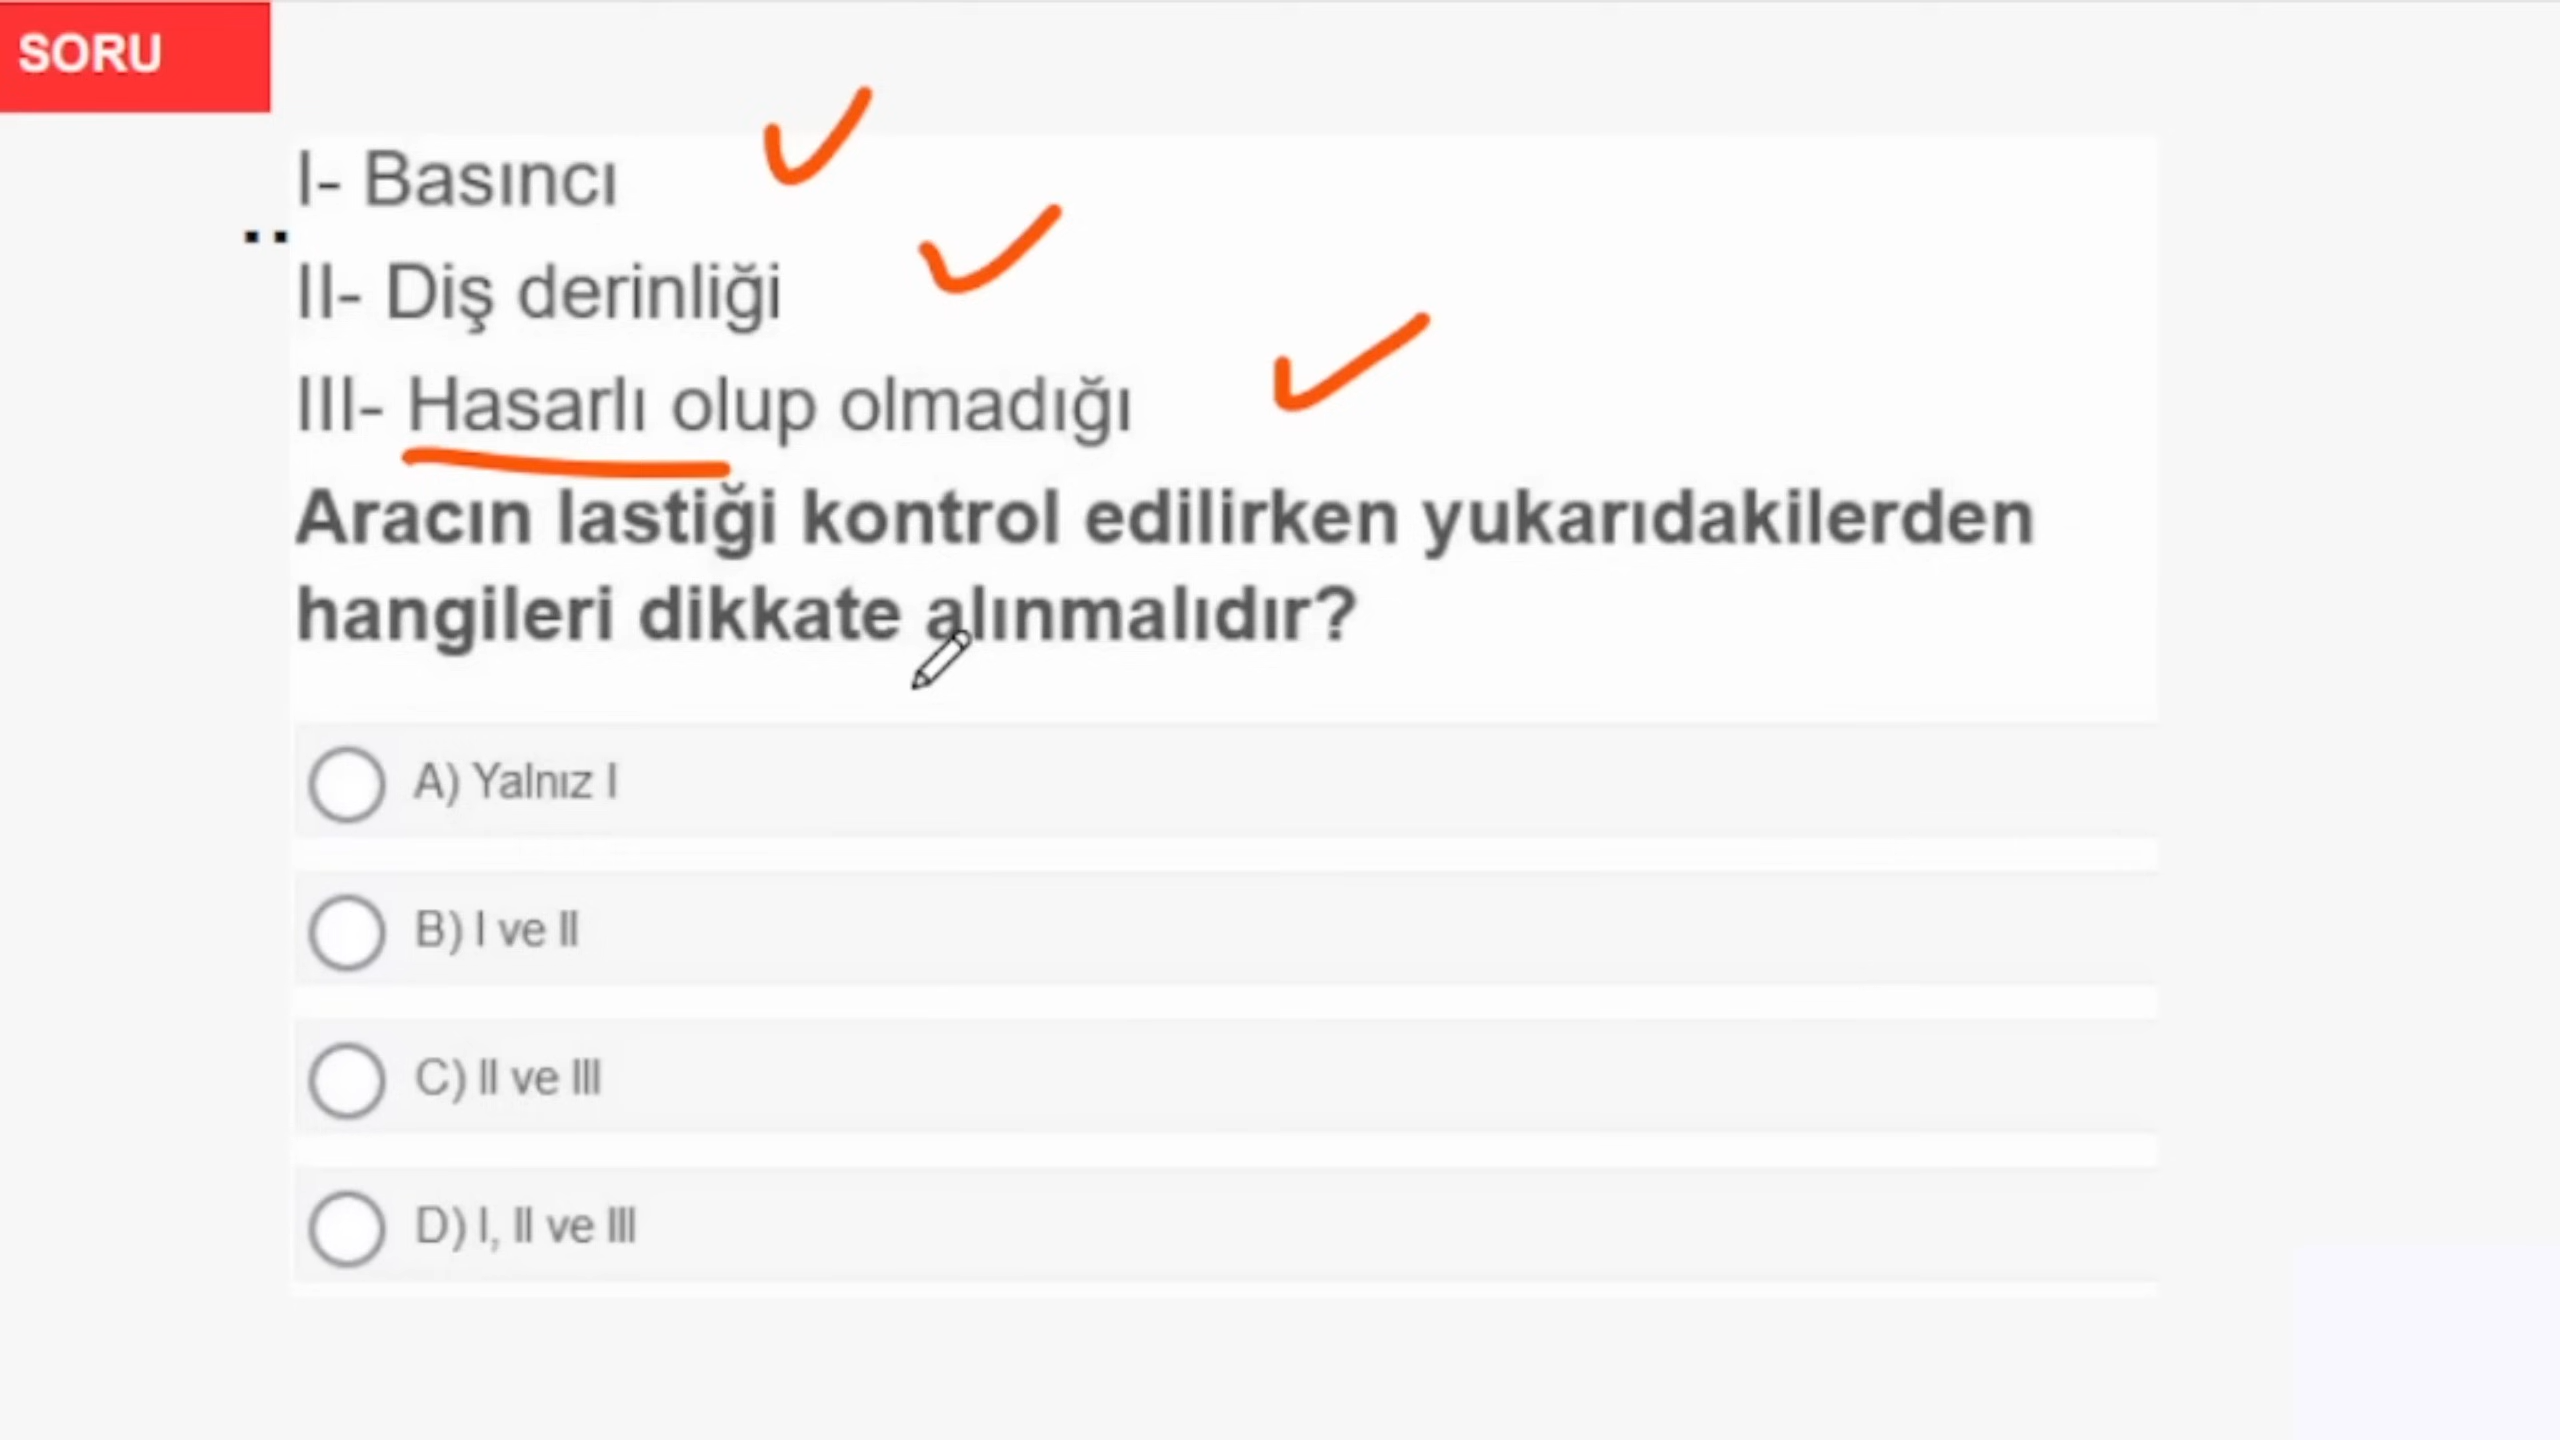 SORU
I- Basıncı
II- Diş derinliği
III- Hasarlı olup olmadığı
Aracın lastiği kontrol edilirken yukarıdakilerden
hangileri dikkate alınmalıdır?
A) Yalnız I
B) I ve II
C) II ve III
D) I, II ve III